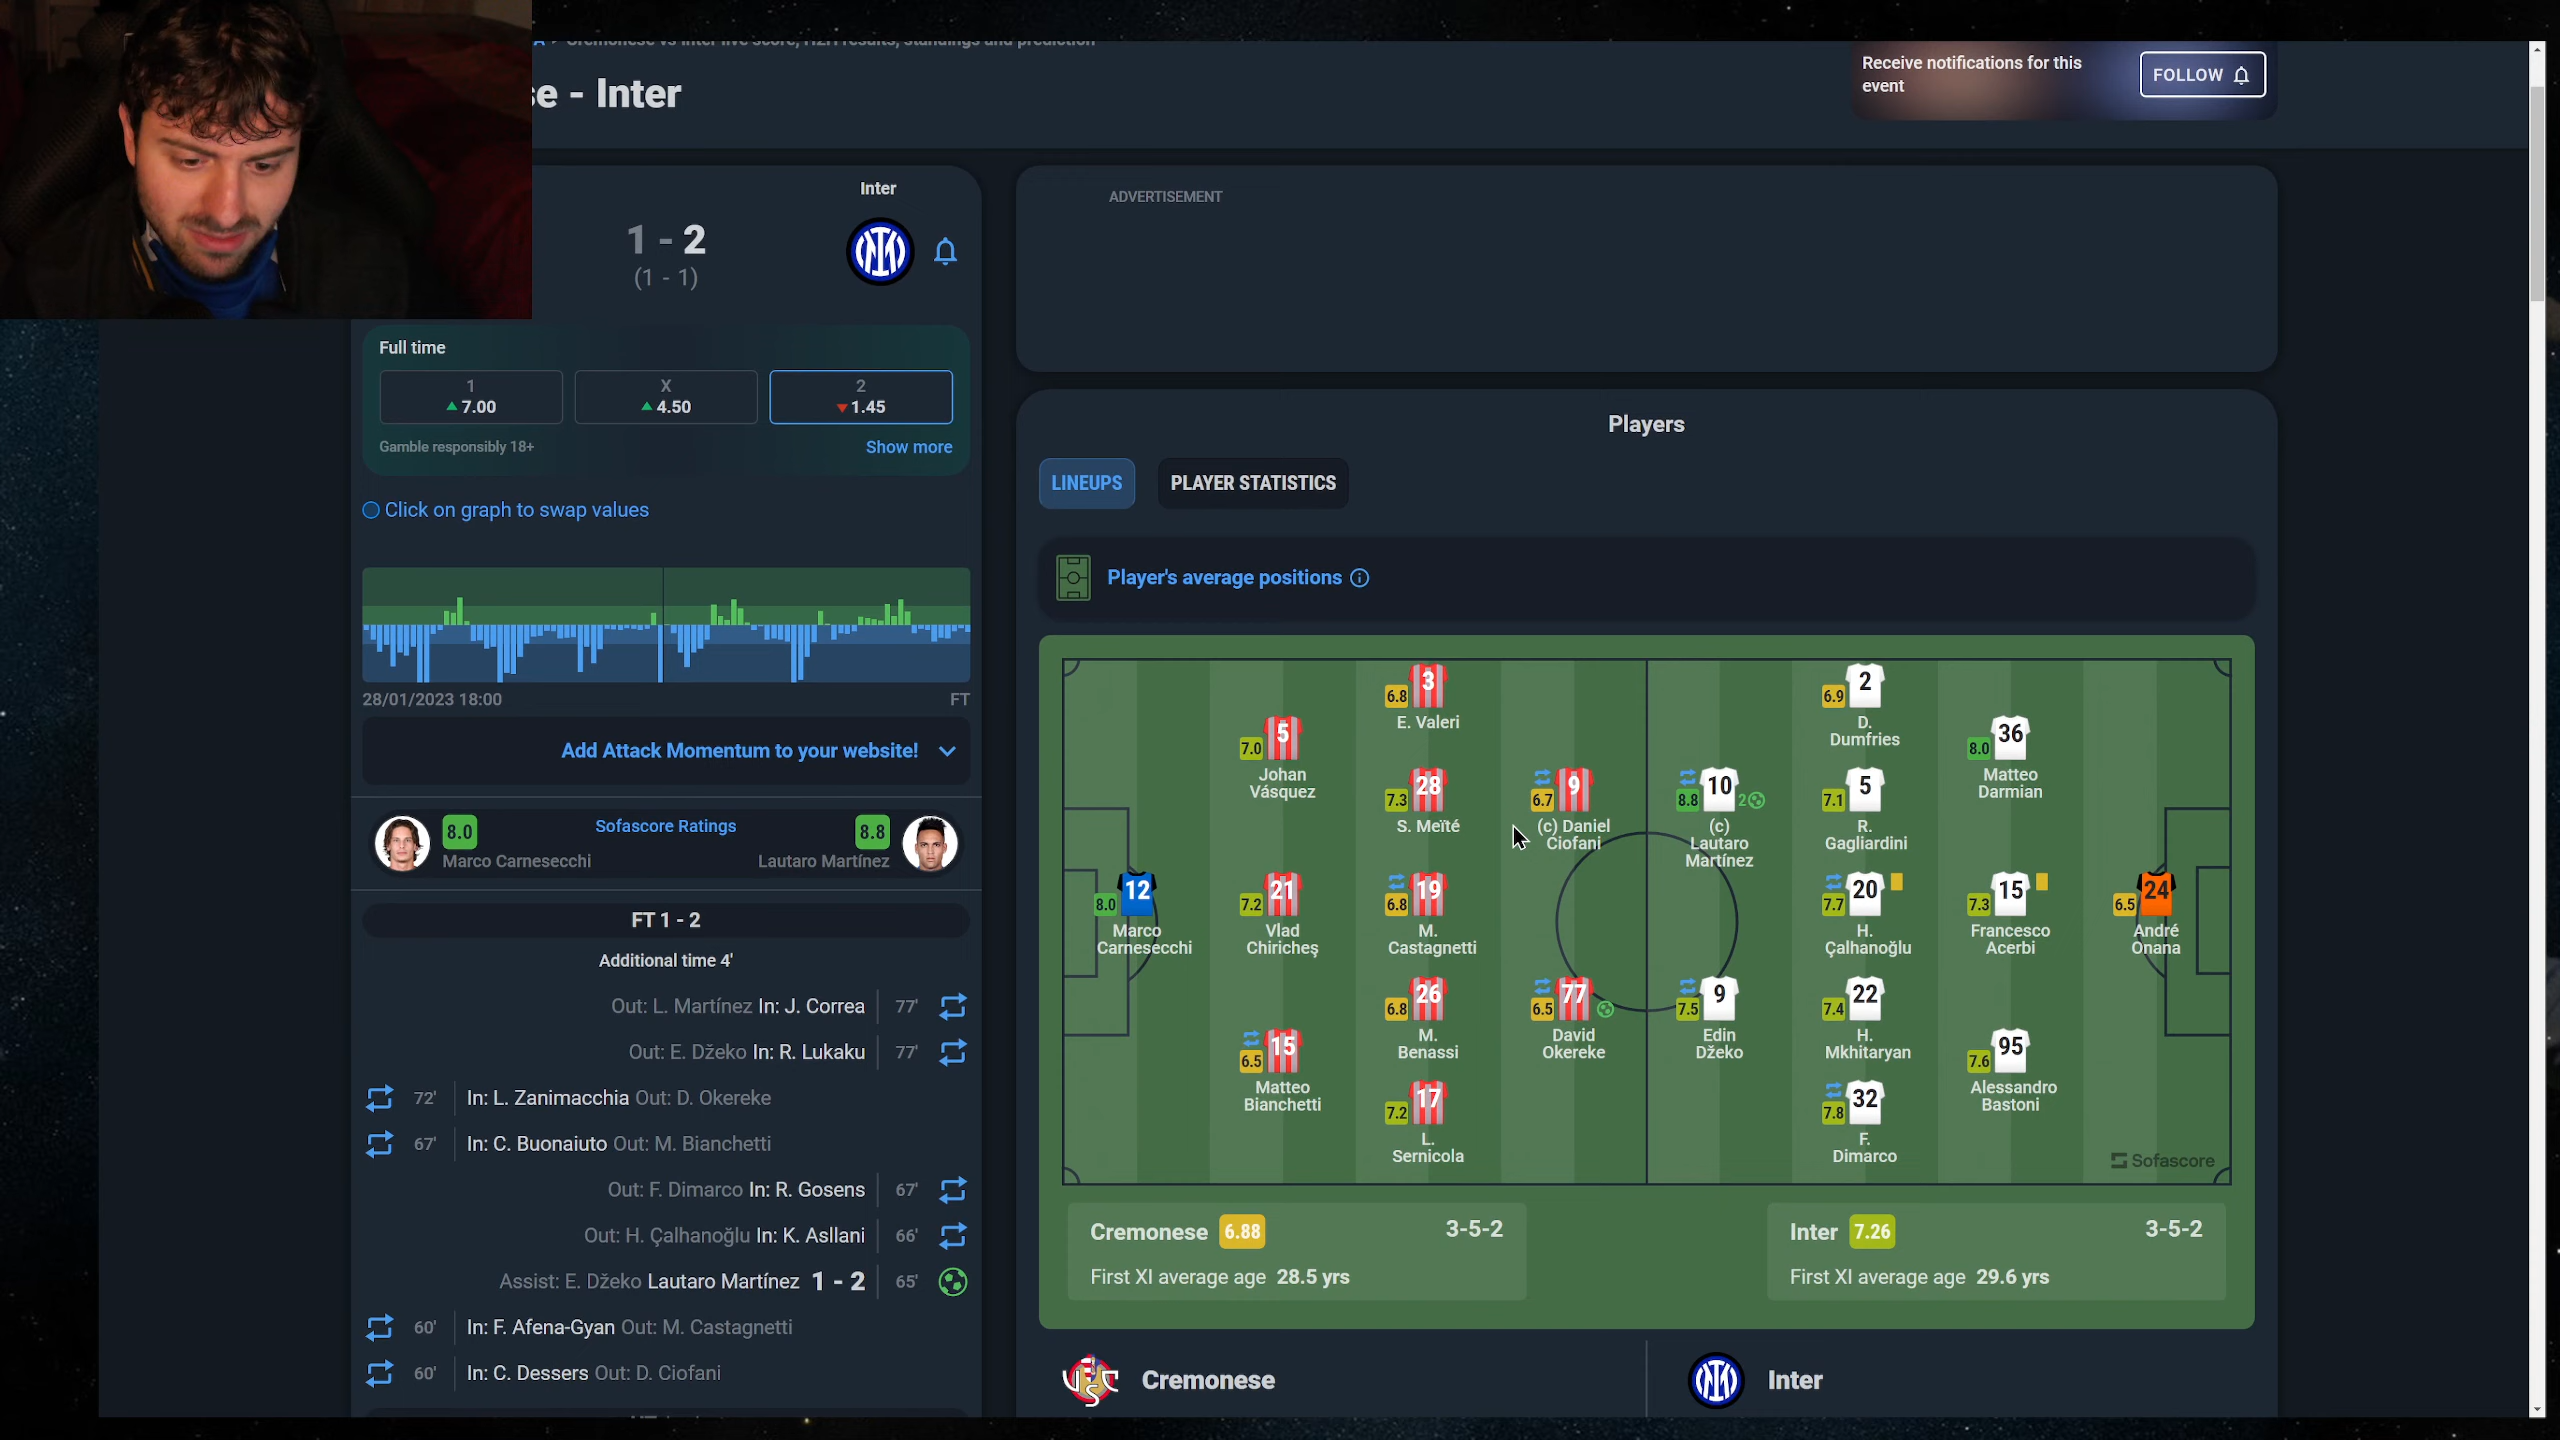 se - Inter
Receive notifications for this
event
FOLLOW
Inter
1 - 2
(1 - 1)
Full time
1
7.00
X
4.50
2
1.45
Gamble responsibly 18+
Show more
Click on graph to swap values
28/01/2023 18:00
FT
Add Attack Momentum to your website!
8.0
Marco Carnesecchi
Sofascore Ratings
8.8
Lautaro Martínez
FT 1 - 2
Additional time 4'
Out: L. Martínez In: J. Correa 77'
Out: E. Džeko In: R. Lukaku 77'
72' In: L. Zanimacchia Out: D. Okereke
67' In: C. Buonaiuto Out: M. Bianchetti
Out: F. Dimarco In: R. Gosens 67'
Out: H. Çalhanoğlu In: K. Asllani 66'
Assist: E. Džeko Lautaro Martínez 1 - 2 65'
60' In: F. Afena-Gyan Out: M. Castagnetti
60' In: C. Dessers Out: D. Ciofani
ADVERTISEMENT
Players
LINEUPS
PLAYER STATISTICS
Player's average positions
12
8.0
Marco
Carnesecchi
5
7.0
Johan
Vásquez
21
7.2
Vlad
Chiricheș
15
6.5
Matteo
Bianchetti
3
6.8
E. Valeri
28
7.3
S. Meïté
19
6.8
M.
Castagnetti
26
6.8
M.
Benassi
17
7.2
L.
Sernicola
9
6.7
(c) Daniel
Ciofani
77
6.5
David
Okereke
10
8.8
2
(c)
Lautaro
Martínez
9
7.5
Edin
Džeko
2
6.9
D.
Dumfries
5
7.1
R.
Gagliardini
20
7.7
H.
Çalhanoğlu
22
7.4
H.
Mkhitaryan
32
7.8
F.
Dimarco
36
8.0
Matteo
Darmian
15
7.3
Francesco
Acerbi
95
7.6
Alessandro
Bastoni
24
6.5
André
Onana
Sofascore
Cremonese 6.88
3-5-2
First XI average age 28.5 yrs
Inter 7.26
3-5-2
First XI average age 29.6 yrs
Cremonese
Inter